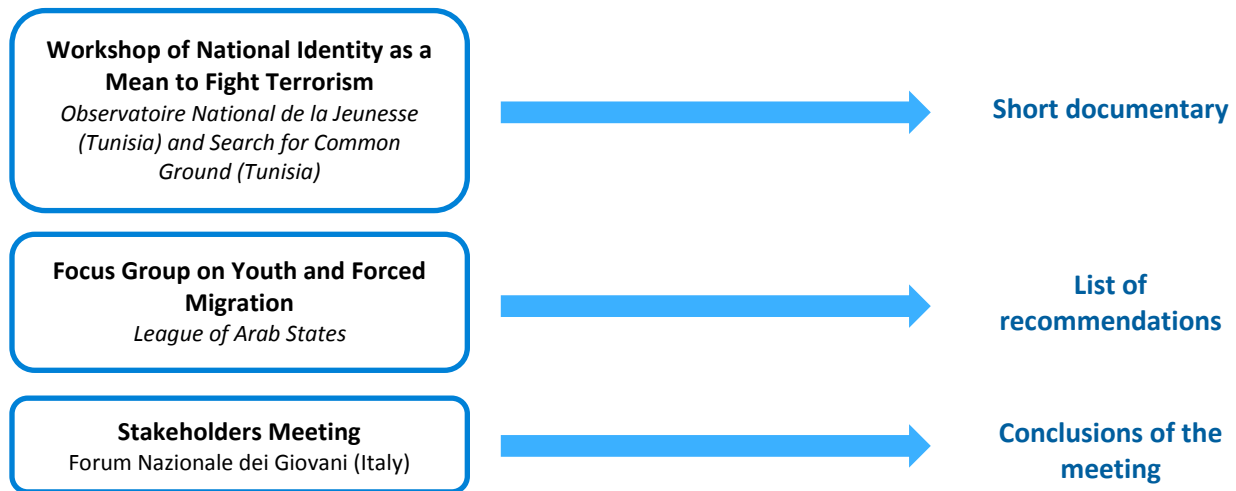 Workshop of National Identity as a
Mean to Fight Terrorism
Observatoire National de la Jeunesse
(Tunisia) and Search for Common
Ground (Tunisia)
Short documentary
Focus Group on Youth and Forced
Migration
League of Arab States
List of
recommendations
Stakeholders Meeting
Forum Nazionale dei Giovani (Italy)
Conclusions of the
meeting